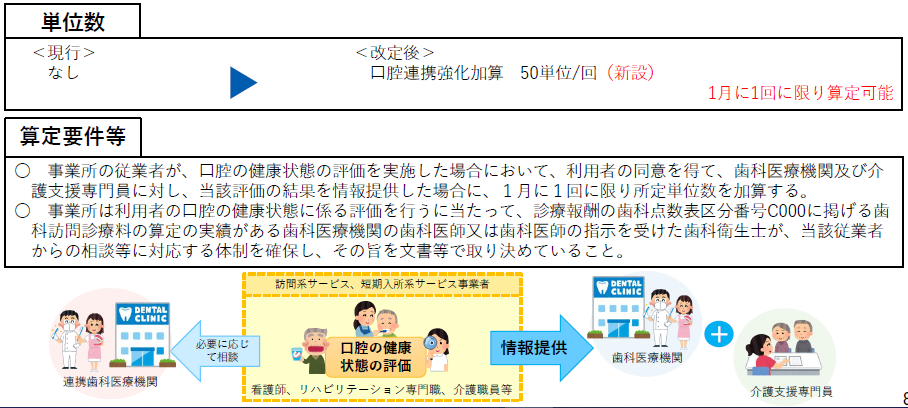 単位数
＜現行＞
なし
＜改定後＞
口腔連携強化加算　50単位/回（新設）
1月に1回に限り算定可能
算定要件等
○　事業所の従業者が、口腔の健康状態の評価を実施した場合において、利用者の同意を得て、歯科医療機関及び介
護支援専門員に対し、当該評価の結果を情報提供した場合に、１月に１回に限り所定単位数を加算する。
○　事業所は利用者の口腔の健康状態に係る評価を行うに当たって、診療報酬の歯科点数表区分番号C000に掲げる歯
科訪問診療料の算定の実績がある歯科医療機関の歯科医師又は歯科医師の指示を受けた歯科衛生士が、当該従業者
からの相談等に対応する体制を確保し、その旨を文書等で取り決めていること。
訪問系サービス、短期入所系サービス事業者
DENTAL
CLINIC
連携歯科医療機関
必要に応じ
て相談
口腔の健康
状態の評価
看護師、リハビリテーション専門職、介護職員等
情報提供
DENTAL
CLINIC
歯科医療機関
介護支援専門員
8